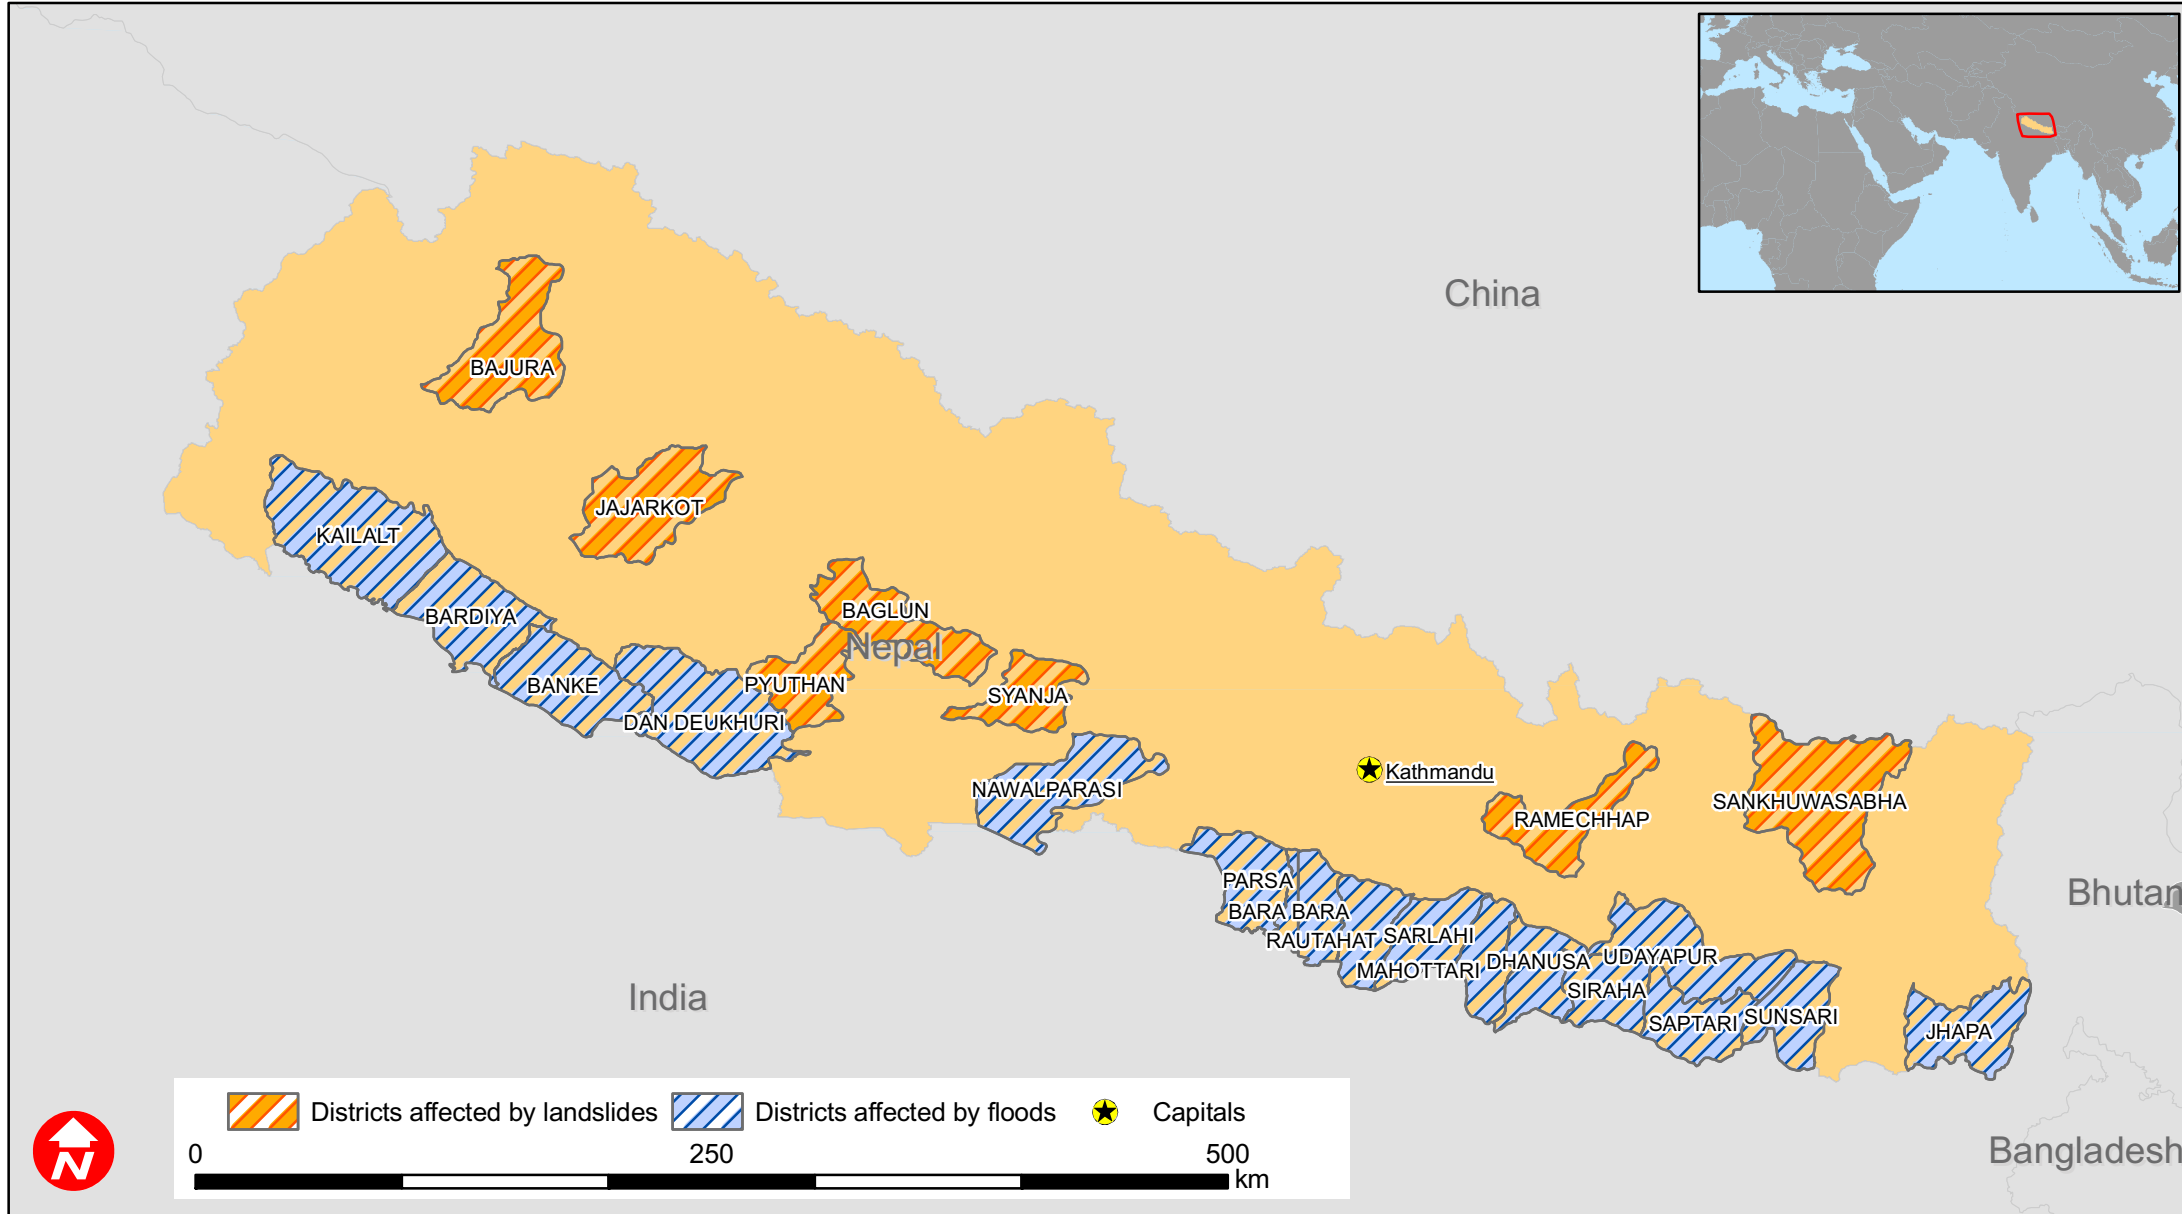 China
BAJURA
JAJARKOT
KAILALT
BAGLUN
BARDIYA
Nepal
PYUTHAN
BANKE
SYANJA
DAN DEUKHURI
Kathmandu
NAWALPARASI
SANKHUWASABHA
RAMECHHAP
PARSA
Bhutan
BARA
BARA
RAUTAHAT
SARLAHI
UDAYAPUR
DHANUSA
MAHOTTARI
SIRAHA
India
SAPTARI
SUNSARI
JHAPA
Districts affected by landslides
Districts affected by floods
Capitals
Bangladesh
0 250 500
km
N